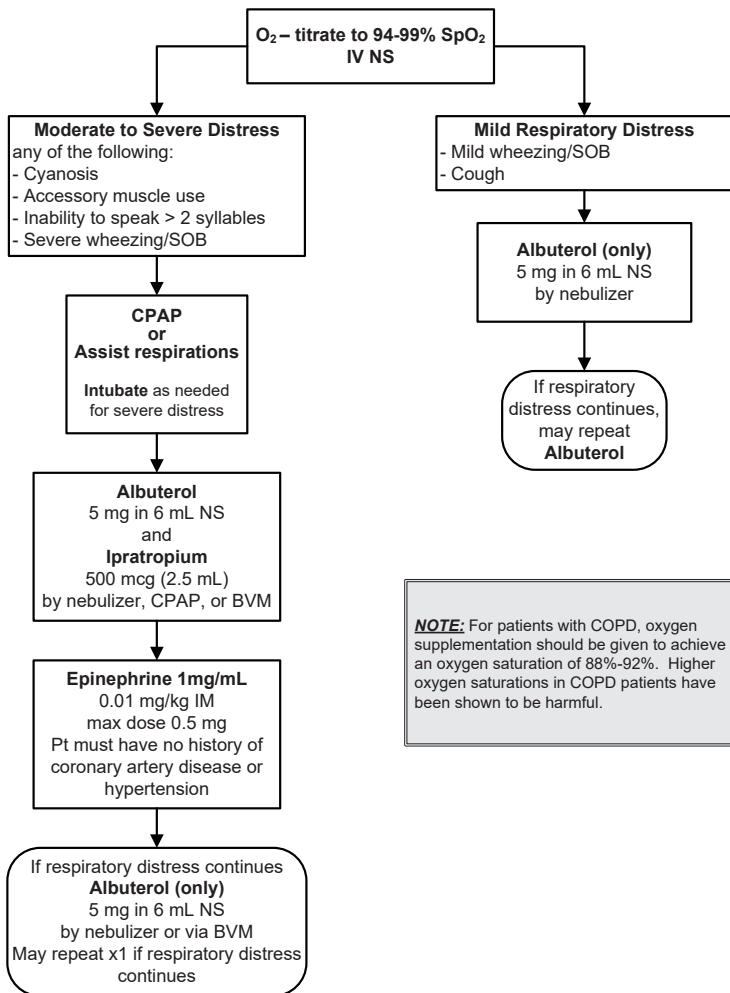 O₂ – titrate to 94-99% SpO₂
IV NS
Moderate to Severe Distress
any of the following:
- Cyanosis
- Accessory muscle use
- Inability to speak > 2 syllables
- Severe wheezing/SOB
CPAP
or
Assist respirations
Intubate as needed
for severe distress
Albuterol
5 mg in 6 mL NS
and
Ipratropium
500 mcg (2.5 mL)
by nebulizer, CPAP, or BVM
Epinephrine 1mg/mL
0.01 mg/kg IM
max dose 0.5 mg
Pt must have no history of
coronary artery disease or
hypertension
If respiratory distress continues
Albuterol (only)
5 mg in 6 mL NS
by nebulizer or via BVM
May repeat x1 if respiratory distress
continues
Mild Respiratory Distress
- Mild wheezing/SOB
- Cough
Albuterol (only)
5 mg in 6 mL NS
by nebulizer
If respiratory
distress continues,
may repeat
Albuterol
NOTE: For patients with COPD, oxygen
supplementation should be given to achieve
an oxygen saturation of 88%-92%.  Higher
oxygen saturations in COPD patients have
been shown to be harmful.